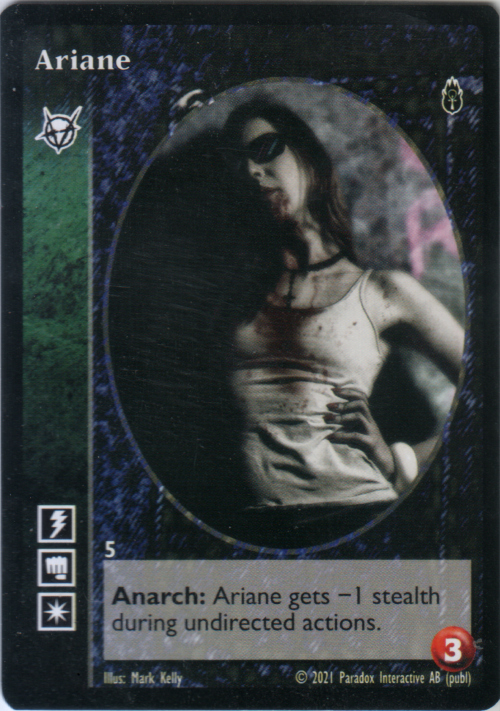 Ariane
5
Anarch: Ariane gets −1 stealth
during undirected actions.
3
Illus: Mark Kelly © 2021 Paradox Interactive AB (publ)